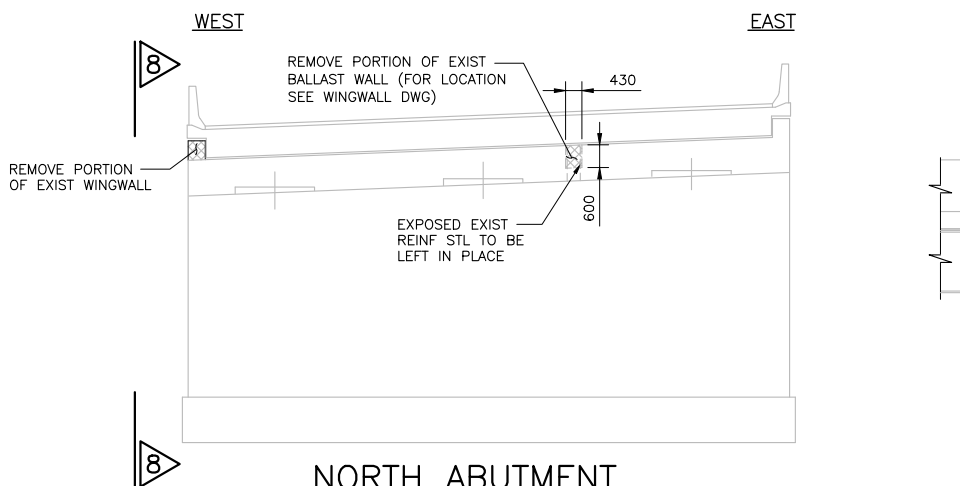 WEST
EAST
8
REMOVE PORTION OF EXIST
BALLAST WALL (FOR LOCATION
SEE WINGWALL DWG)
430
REMOVE PORTION
OF EXIST WINGWALL
600
EXPOSED EXIST
REINF STL TO BE
LEFT IN PLACE
8
NORTH ABUTMENT